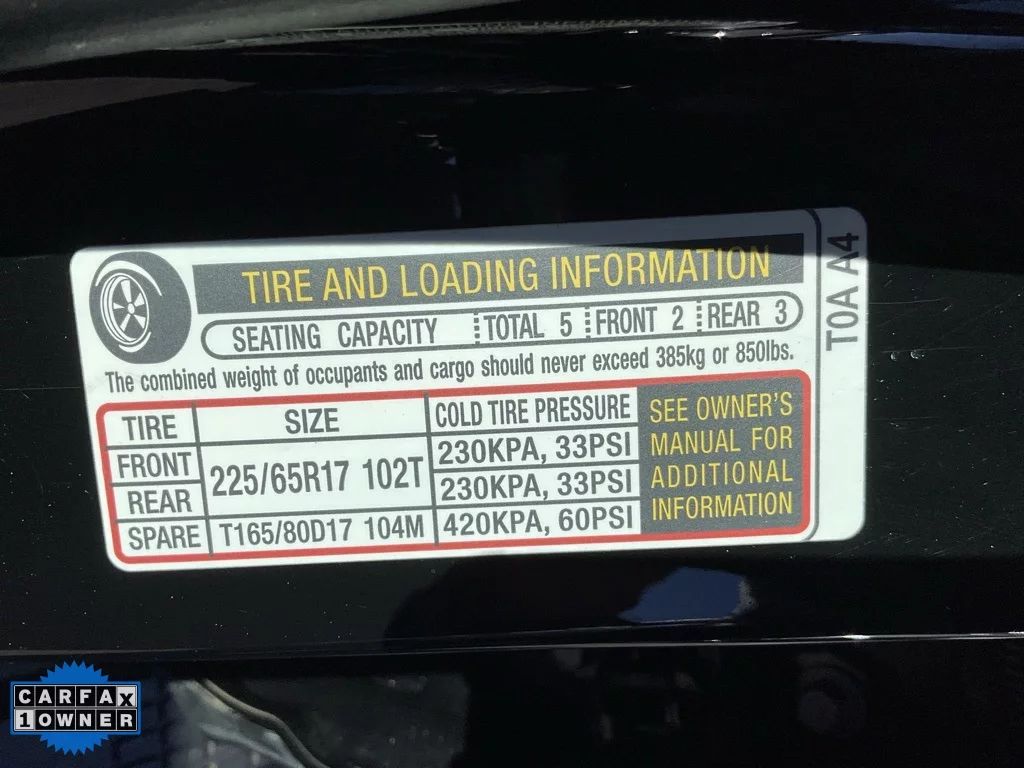 TIRE AND LOADING INFORMATION
SEATING CAPACITY TOTAL 5 FRONT 2 REAR 3
The combined weight of occupants and cargo should never exceed 385kg or 850lbs.
TIRE SIZE COLD TIRE PRESSURE
FRONT 225/65R17 102T 230KPA, 33PSI
REAR 230KPA, 33PSI
SPARE T165/80D17 104M 420KPA, 60PSI
SEE OWNER'S
MANUAL FOR
ADDITIONAL
INFORMATION
T0A A4
CARFAX
1 OWNER